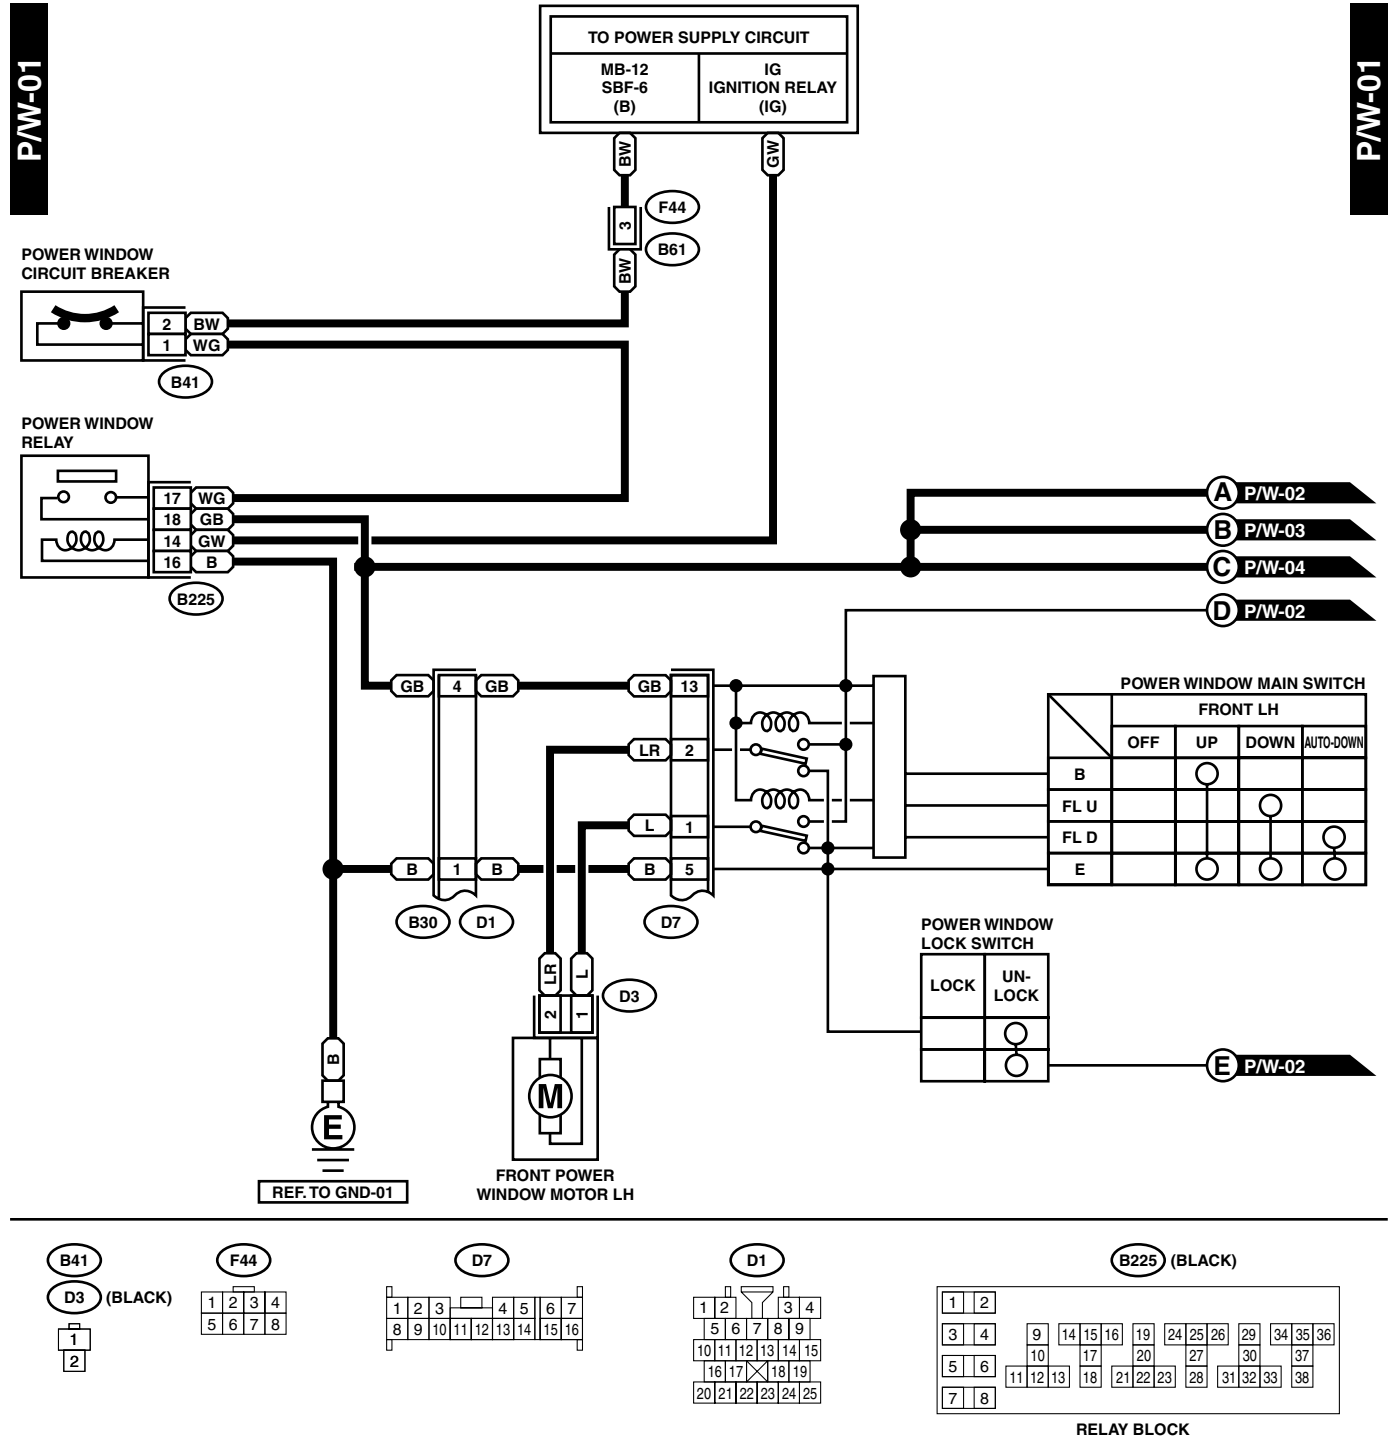 P/W-01
P/W-01
TO POWER SUPPLY CIRCUIT
MB-12
SBF-6
(B)
IG
IGNITION RELAY
(IG)
BW
GW
3
F44
B61
BW
POWER WINDOW
CIRCUIT BREAKER
2 BW
1 WG
B41
POWER WINDOW
RELAY
17 WG
18 GB
14 GW
16 B
B225
A P/W-02
B P/W-03
C P/W-04
D P/W-02
GB 4 GB GB 13
LR 2
L 1
B 1 B B 5
B30 D1 D7
POWER WINDOW MAIN SWITCH
FRONT LH
OFF UP DOWN AUTO-DOWN
B
FL U
FL D
E
POWER WINDOW
LOCK SWITCH
LOCK
UN-
LOCK
E P/W-02
LR L
2 1
D3
M
FRONT POWER
WINDOW MOTOR LH
B
E
REF. TO GND-01
B41
D3 (BLACK)
1
2
F44
1 2 3 4
5 6 7 8
D7
1 2 3 4 5 6 7
8 9 10 11 12 13 14 15 16
D1
1 2 3 4
5 6 7 8 9
10 11 12 13 14 15
16 17 18 19
20 21 22 23 24 25
B225 (BLACK)
1 2
3 4 9 14 15 16 19 24 25 26 29 34 35 36
10 17 20 27 30 37
5 6 11 12 13 18 21 22 23 28 31 32 33 38
7 8
RELAY BLOCK